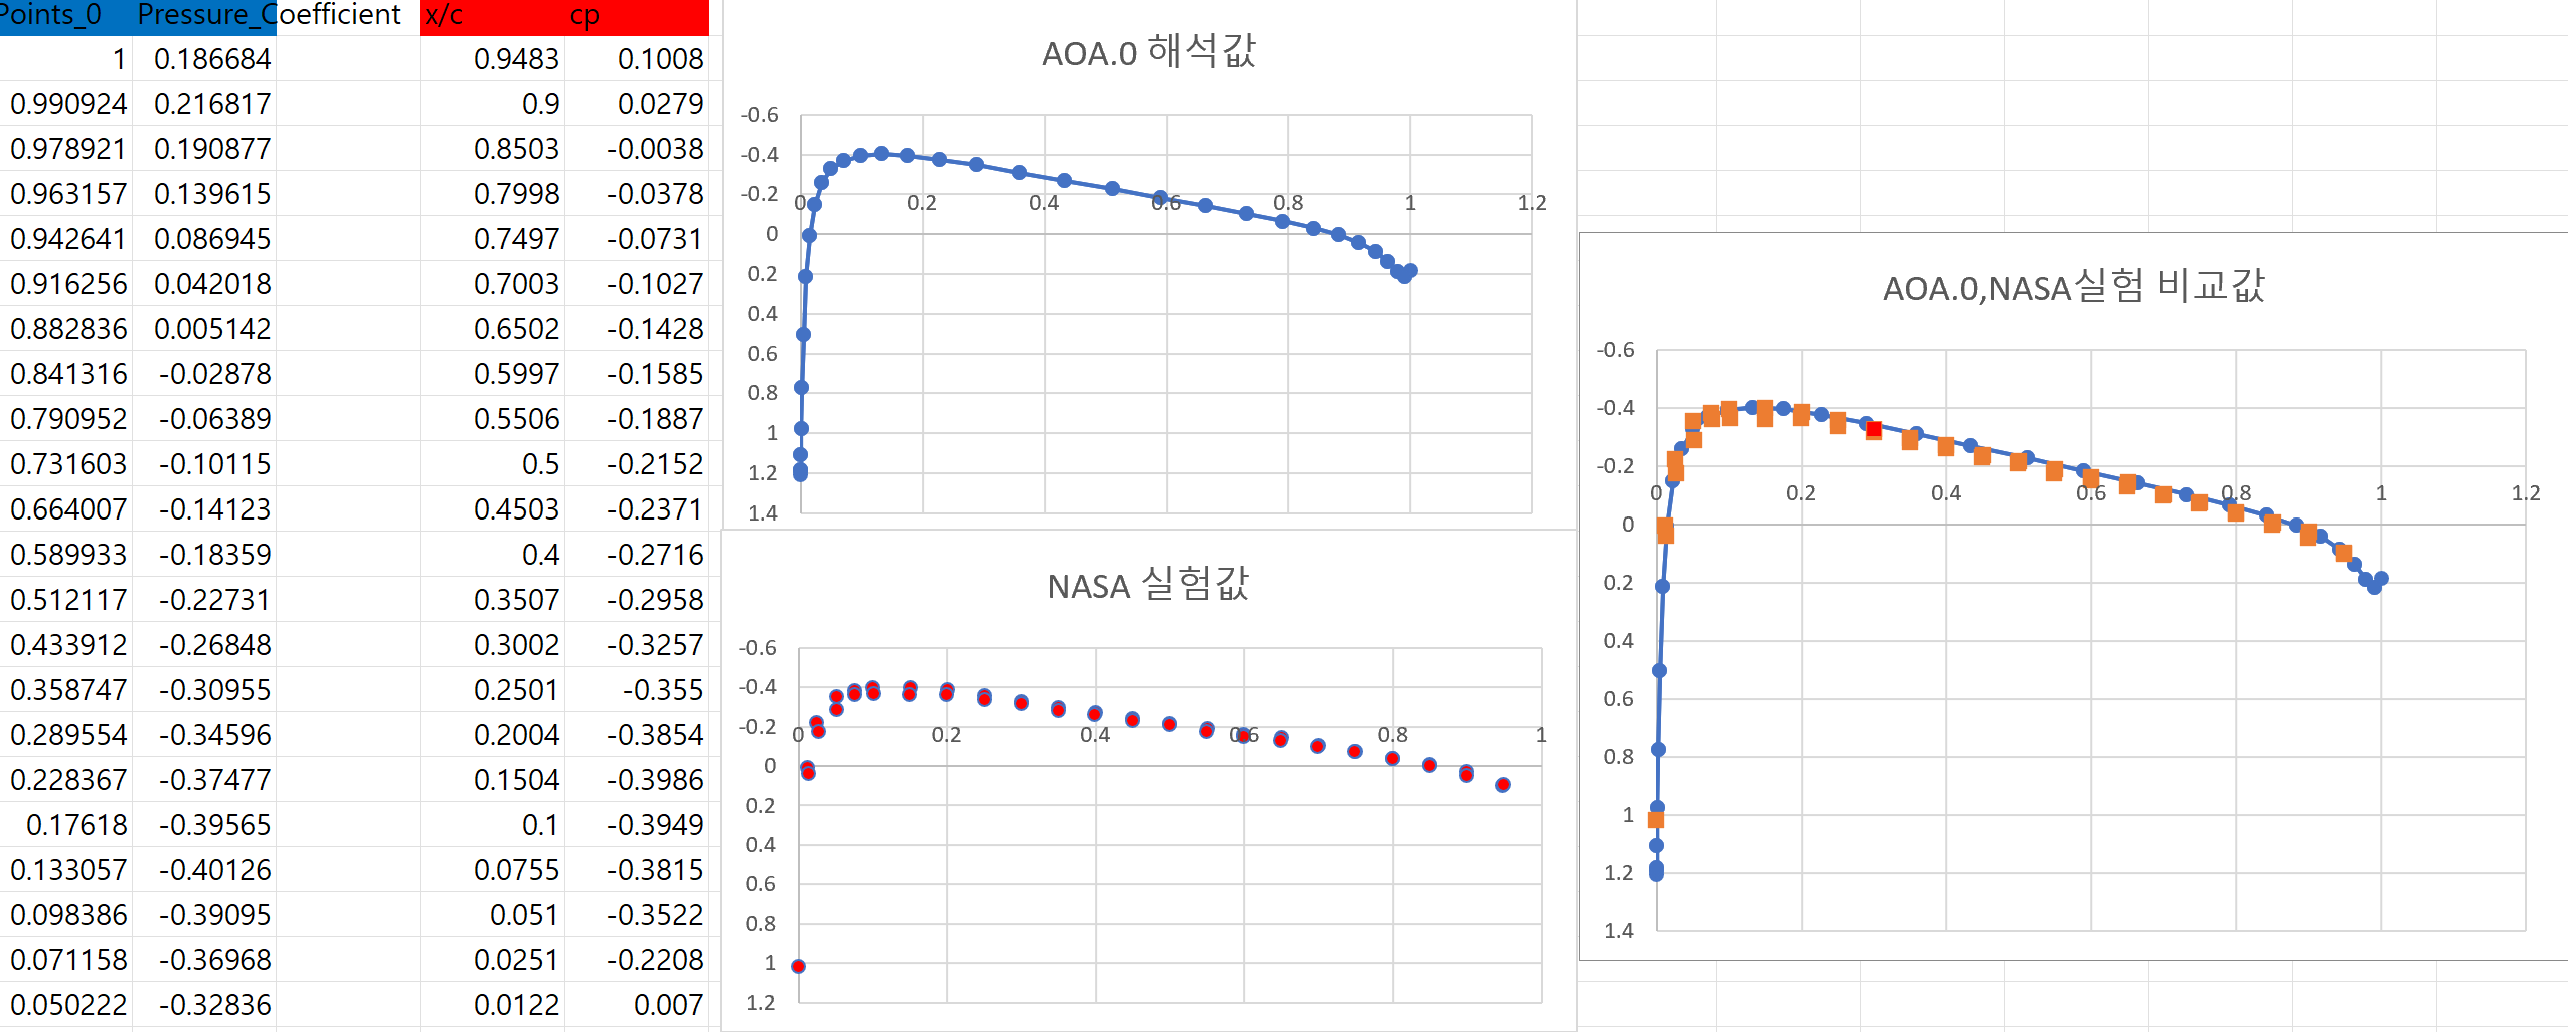 Points_0 Pressure_Coefficient x/c cp
1 0.186684 0.9483 0.1008
0.990924 0.216817 0.9 0.0279
0.978921 0.190877 0.8503 -0.0038
0.963157 0.139615 0.7998 -0.0378
0.942641 0.086945 0.7497 -0.0731
0.916256 0.042018 0.7003 -0.1027
0.882836 0.005142 0.6502 -0.1428
0.841316 -0.02878 0.5997 -0.1585
0.790952 -0.06389 0.5506 -0.1887
0.731603 -0.10115 0.5 -0.2152
0.664007 -0.14123 0.4503 -0.2371
0.589933 -0.18359 0.4 -0.2716
0.512117 -0.22731 0.3507 -0.2958
0.433912 -0.26848 0.3002 -0.3257
0.358747 -0.30955 0.2501 -0.355
0.289554 -0.34596 0.2004 -0.3854
0.228367 -0.37477 0.1504 -0.3986
0.17618 -0.39565 0.1 -0.3949
0.133057 -0.40126 0.0755 -0.3815
0.098386 -0.39095 0.051 -0.3522
0.071158 -0.36968 0.0251 -0.2208
0.050222 -0.32836 0.0122 0.007
AOA.0 해석값
-0.6
-0.4
-0.2
0 0.2 0.4 0.6 0.8 1 1.2
0
0.2
0.4
0.6
0.8
1
1.2
1.4
NASA 실험값
-0.6
-0.4
-0.2
0 0.2 0.4 0.6 0.8 1
0
0.2
0.4
0.6
0.8
1
1.2
AOA.0,NASA실험 비교값
-0.6
-0.4
-0.2
0 0.2 0.4 0.6 0.8 1 1.2
0
0.2
0.4
0.6
0.8
1
1.2
1.4